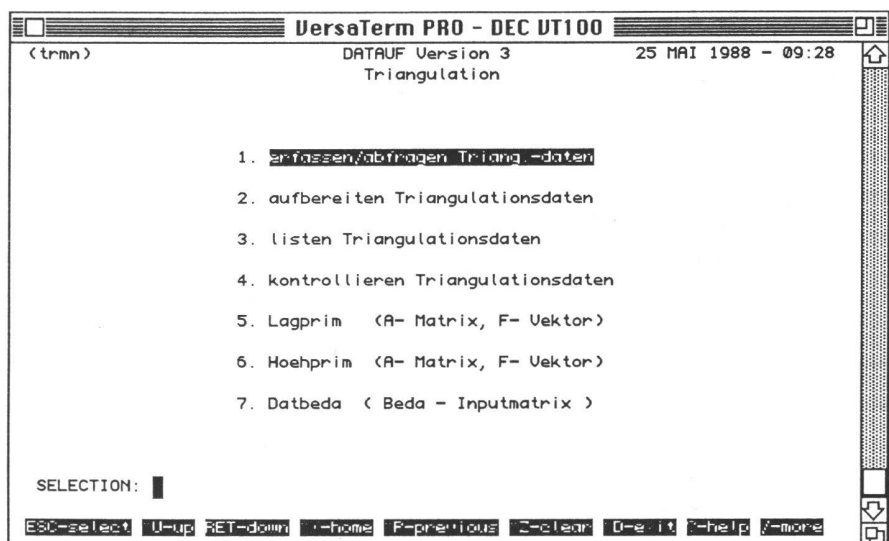 VersaTerm PRO - DEC VT100
(trmn) DATAUF Version 3 25 MAI 1988 - 09:28
Triangulation
1. erfassen/abfragen Triang.-daten
2. aufbereiten Triangulationsdaten
3. listen Triangulationsdaten
4. kontrollieren Triangulationsdaten
5. Lagprim (A- Matrix, F- Vektor)
6. Hoehprim (A- Matrix, F- Vektor)
7. Datbeda ( Beda - Inputmatrix )
SELECTION:
ESC-select ^U-up RET-down -home ^P-previous ^Z-clear ^D-exit ?-help /-more